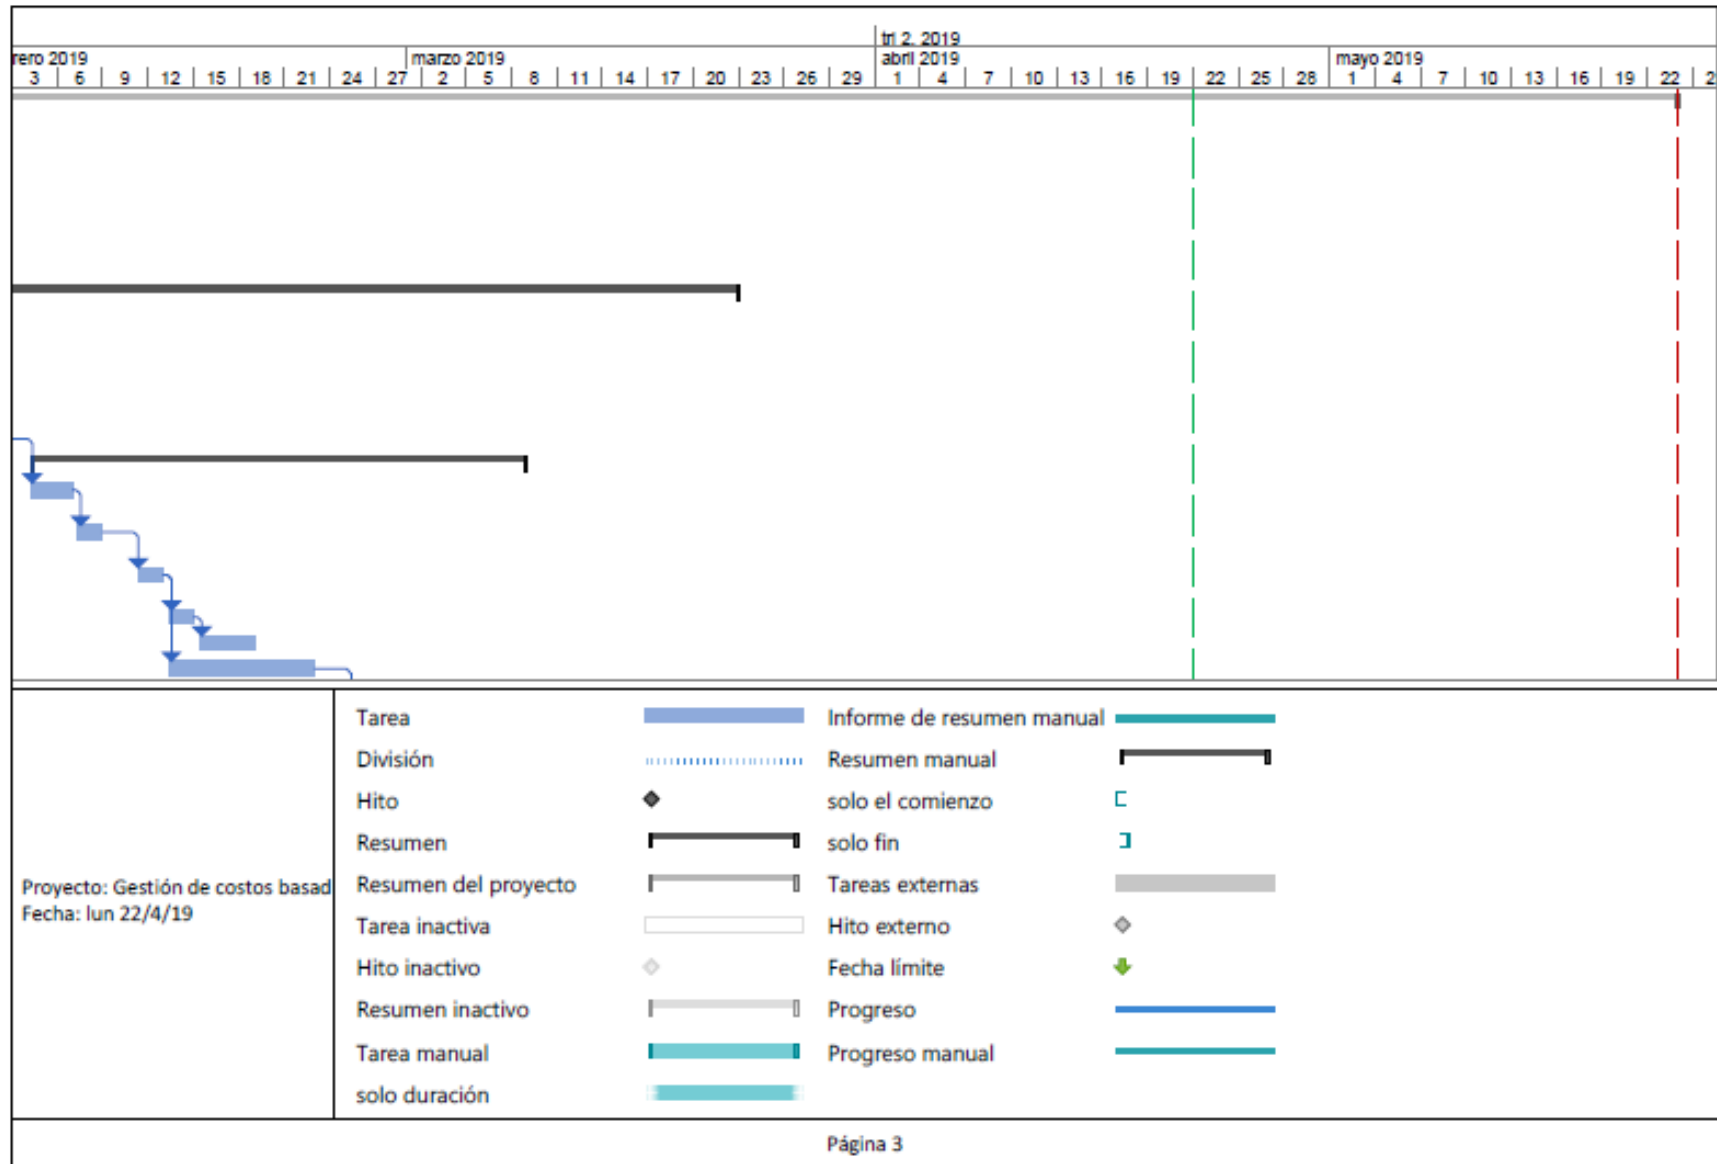 tri 2, 2019
rero 2019 marzo 2019 abril 2019 mayo 2019
3 6 9 12 15 18 21 24 27 2 5 8 11 14 17 20 23 26 29 1 4 7 10 13 16 19 22 25 28 1 4 7 10 13 16 19 22 2
Tarea Informe de resumen manual
División Resumen manual
Hito solo el comienzo
Resumen solo fin
Resumen del proyecto Tareas externas
Tarea inactiva Hito externo
Hito inactivo Fecha límite
Resumen inactivo Progreso
Tarea manual Progreso manual
solo duración
Proyecto: Gestión de costos basad
Fecha: lun 22/4/19
Página 3